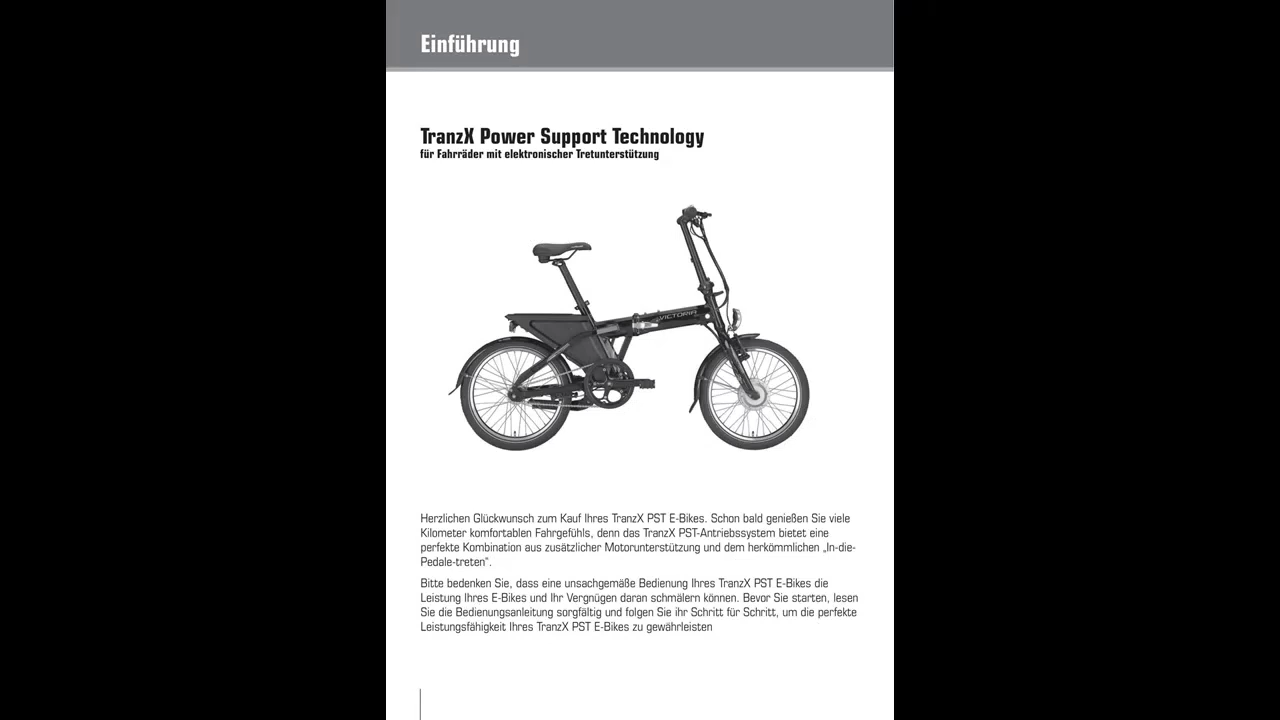 Einführung
TranzX Power Support Technology
für Fahrräder mit elektronischer Tretunterstützung
VICTORIA
Herzlichen Glückwunsch zum Kauf Ihres TranzX PST E-Bikes. Schon bald genießen Sie viele
Kilometer komfortablen Fahrgefühls, denn das TranzX PST-Antriebssystem bietet eine
perfekte Kombination aus zusätzlicher Motorunterstützung und dem herkömmlichen „In-die-
Pedale-treten“.
Bitte bedenken Sie, dass eine unsachgemäße Bedienung Ihres TranzX PST E-Bikes die
Leistung Ihres E-Bikes und Ihr Vergnügen daran schmälern können. Bevor Sie starten, lesen
Sie die Bedienungsanleitung sorgfältig und folgen Sie ihr Schritt für Schritt, um die perfekte
Leistungsfähigkeit Ihres TranzX PST E-Bikes zu gewährleisten